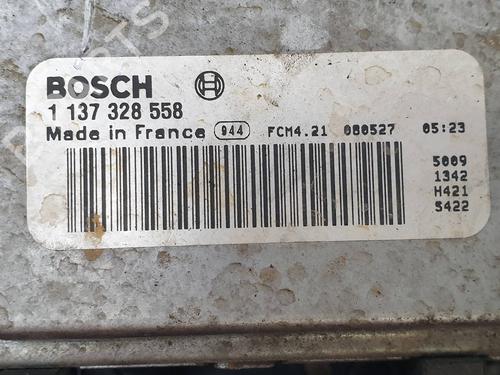 BOSCH
1 137 328 558
Made in France 944 FCM4.21 080527 05:23
5009
1342
H421
S422